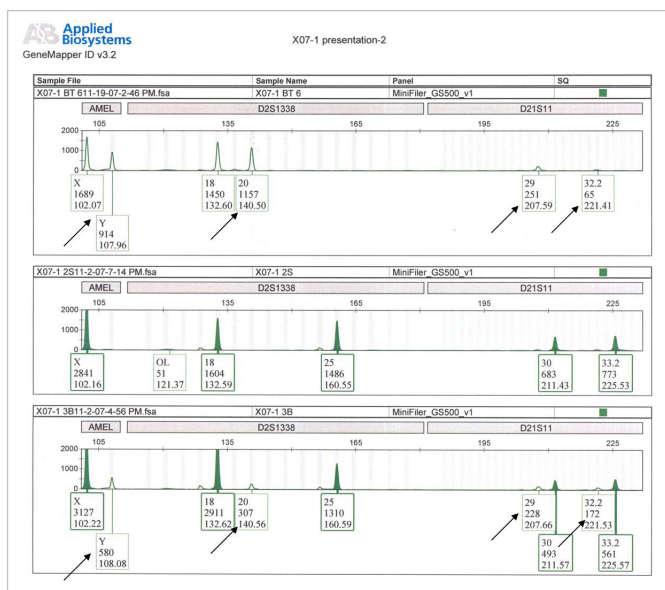 AB Applied
Biosystems
X07-1 presentation-2
GeneMapper ID v3.2
Sample File Sample Name Panel SQ
X07-1 BT 611-19-07-2-46 PM.fsa X07-1 BT 6 MiniFiler_GS500_v1
AMEL D2S1338 D21S11
105 135 165 195 225
2000
1000
0
X 18 20 29 32.2
1689 1450 1157 251 65
102.07 132.60 140.50 207.59 221.41
Y
914
107.96
X07-1 2S11-2-07-7-14 PM.fsa X07-1 2S MiniFiler_GS500_v1
AMEL D2S1338 D21S11
105 135 165 195 225
2000
1000
0
X OL 18 25 30 33.2
2841 51 1604 1486 683 773
102.16 121.37 132.59 160.55 211.43 225.53
X07-1 3B11-2-07-4-56 PM.fsa X07-1 3B MiniFiler_GS500_v1
AMEL D2S1338 D21S11
105 135 165 195 225
2000
1000
0
X 18 20 25 29 32.2
3127 2911 307 1310 228 172
102.22 132.62 140.56 160.59 207.66 221.53
Y 30 33.2
580 493 561
108.08 211.57 225.57